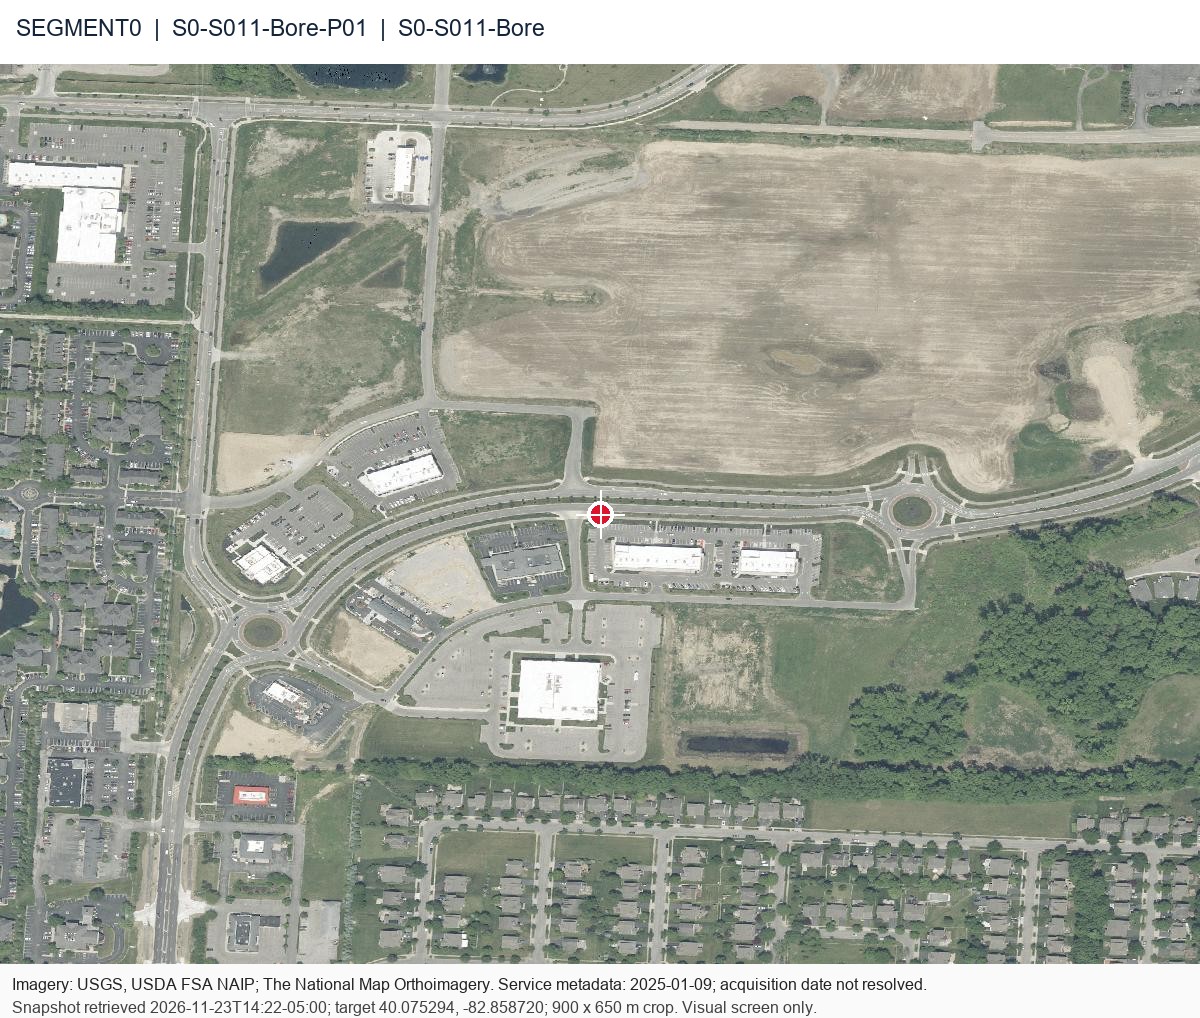 SEGMENT0 | S0-S011-Bore-P01 | S0-S011-Bore
Imagery: USGS, USDA FSA NAIP; The National Map Orthoimagery. Service metadata: 2025-01-09; acquisition date not resolved.
Snapshot retrieved 2026-11-23T14:22-05:00; target 40.075294, -82.858720; 900 x 650 m crop. Visual screen only.